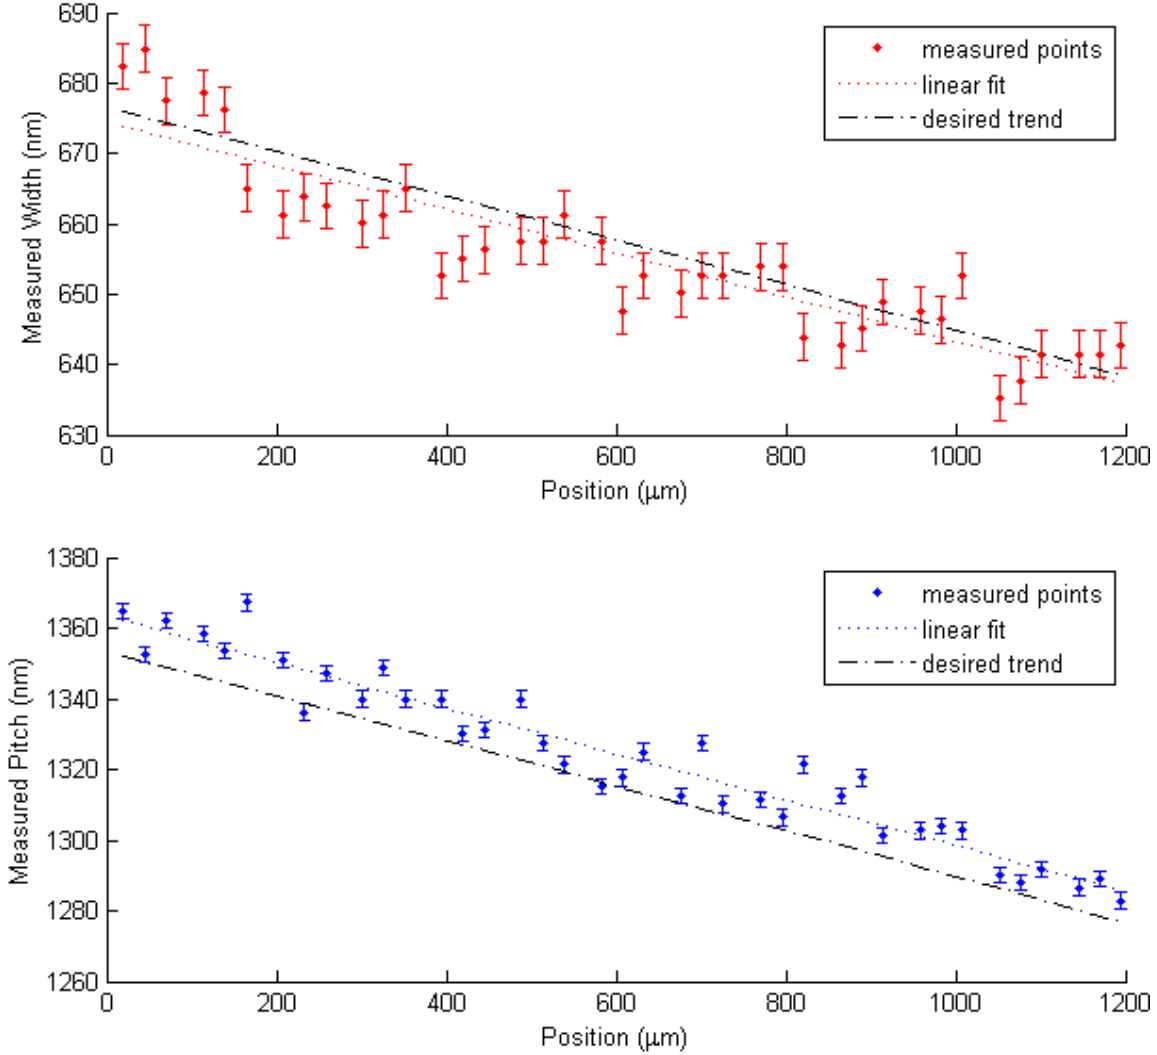 690
680
670
660
650
640
630
Measured Width (nm)
measured points
linear fit
desired trend
0 200 400 600 800 1000 1200
Position (μm)
1380
1360
1340
1320
1300
1280
1260
Measured Pitch (nm)
measured points
linear fit
desired trend
0 200 400 600 800 1000 1200
Position (μm)